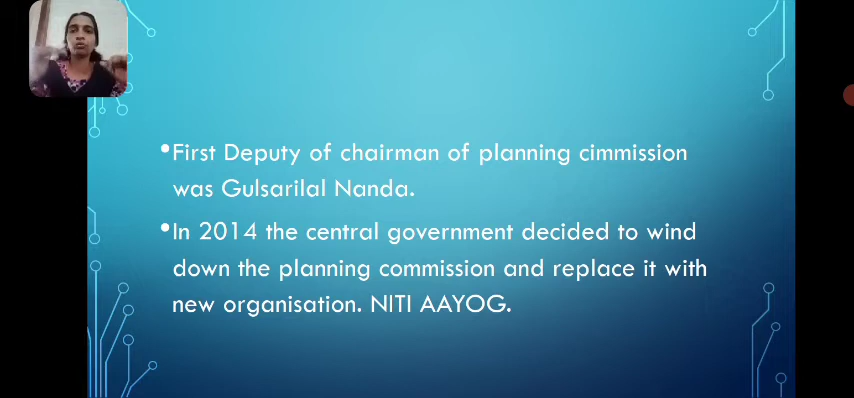 •First Deputy of chairman of planning cimmission
was Gulsarilal Nanda.
•In 2014 the central government decided to wind
down the planning commission and replace it with
new organisation. NITI AAYOG.